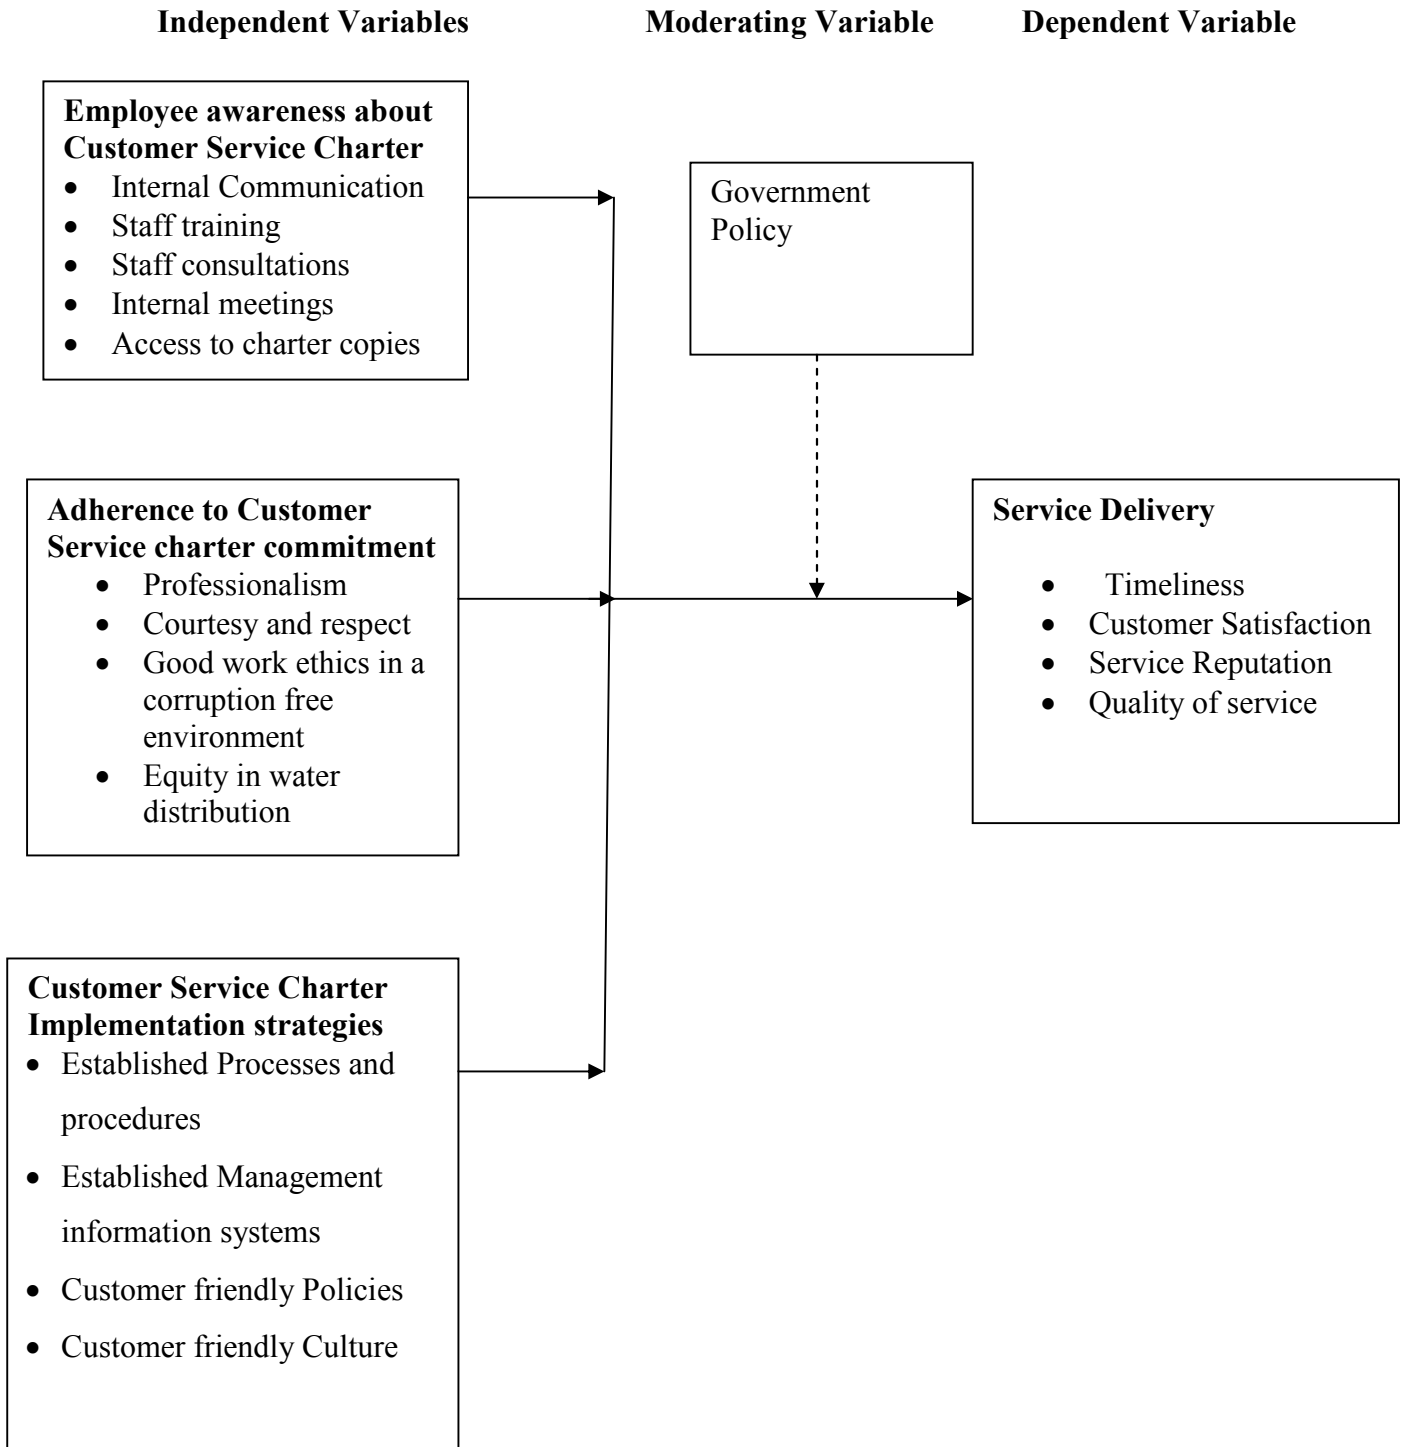 Independent Variables
Moderating Variable
Dependent Variable
Employee awareness about
Customer Service Charter
• Internal Communication
• Staff training
• Staff consultations
• Internal meetings
• Access to charter copies
Government
Policy
Adherence to Customer
Service charter commitment
• Professionalism
• Courtesy and respect
• Good work ethics in a
corruption free
environment
• Equity in water
distribution
Service Delivery
• Timeliness
• Customer Satisfaction
• Service Reputation
• Quality of service
Customer Service Charter
Implementation strategies
• Established Processes and
procedures
• Established Management
information systems
• Customer friendly Policies
• Customer friendly Culture